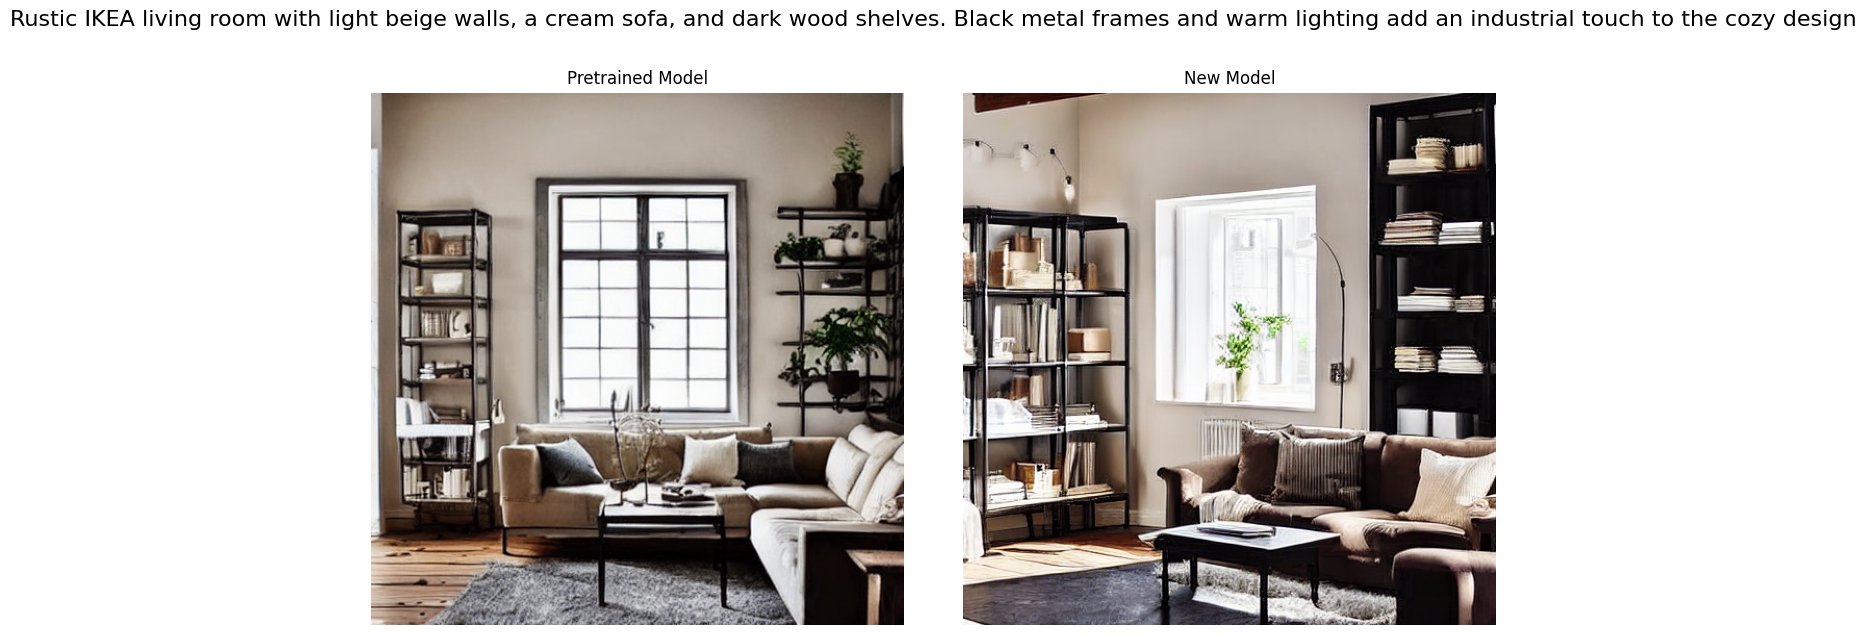 Rustic IKEA living room with light beige walls, a cream sofa, and dark wood shelves. Black metal frames and warm lighting add an industrial touch to the cozy design
Pretrained Model
New Model